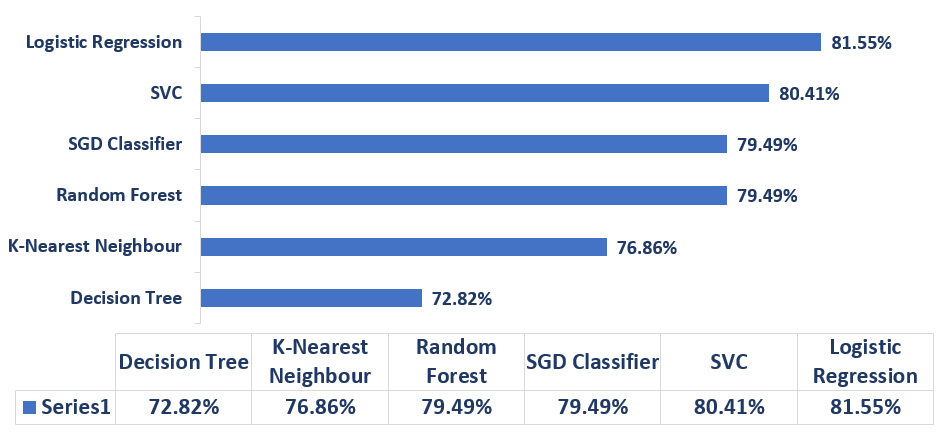 Logistic Regression 81.55%
SVC 80.41%
SGD Classifier 79.49%
Random Forest 79.49%
K-Nearest Neighbour 76.86%
Decision Tree 72.82%
Decision Tree K-Nearest Neighbour Random Forest SGD Classifier SVC Logistic Regression
Series1 72.82% 76.86% 79.49% 79.49% 80.41% 81.55%